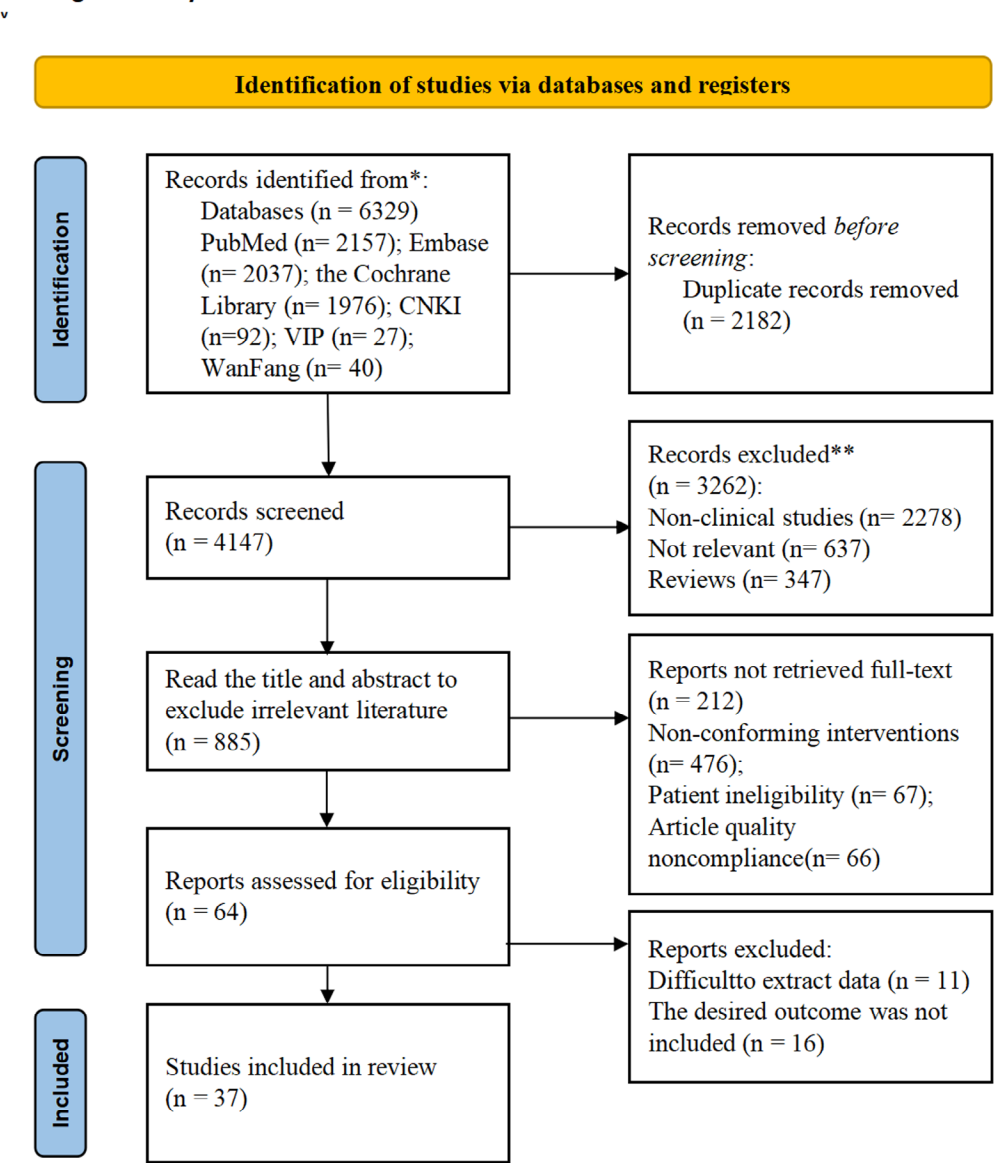 Identification of studies via databases and registers
Identification
Records identified from*:
Databases (n = 6329)
PubMed (n= 2157); Embase
(n= 2037); the Cochrane
Library (n= 1976); CNKI
(n=92); VIP (n= 27);
WanFang (n= 40)
Records removed before
screening:
Duplicate records removed
(n = 2182)
Screening
Records screened
(n = 4147)
Records excluded**
(n = 3262):
Non-clinical studies (n= 2278)
Not relevant (n= 637)
Reviews (n= 347)
Read the title and abstract to
exclude irrelevant literature
(n = 885)
Reports not retrieved full-text
(n = 212)
Non-conforming interventions
(n= 476);
Patient ineligibility (n= 67);
Article quality
noncompliance(n= 66)
Reports assessed for eligibility
(n = 64)
Reports excluded:
Difficultto extract data (n = 11)
The desired outcome was not
included (n = 16)
Included
Studies included in review
(n = 37)